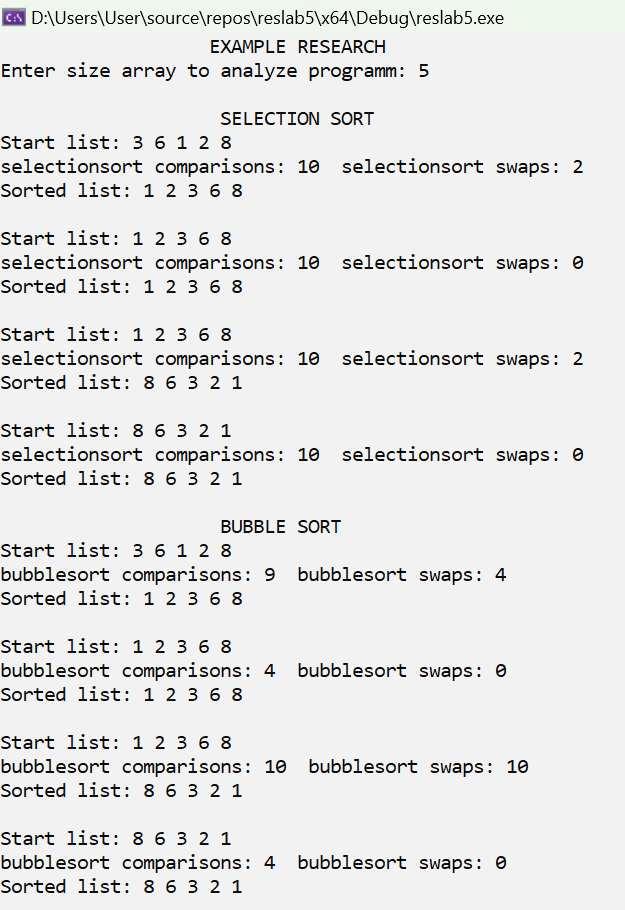 D:\Users\User\source\repos\reslab5\x64\Debug\reslab5.exe
EXAMPLE RESEARCH
Enter size array to analyze programm: 5
SELECTION SORT
Start list: 3 6 1 2 8
selectionsort comparisons: 10  selectionsort swaps: 2
Sorted list: 1 2 3 6 8
Start list: 1 2 3 6 8
selectionsort comparisons: 10  selectionsort swaps: 0
Sorted list: 1 2 3 6 8
Start list: 1 2 3 6 8
selectionsort comparisons: 10  selectionsort swaps: 2
Sorted list: 8 6 3 2 1
Start list: 8 6 3 2 1
selectionsort comparisons: 10  selectionsort swaps: 0
Sorted list: 8 6 3 2 1
BUBBLE SORT
Start list: 3 6 1 2 8
bubblesort comparisons: 9  bubblesort swaps: 4
Sorted list: 1 2 3 6 8
Start list: 1 2 3 6 8
bubblesort comparisons: 4  bubblesort swaps: 0
Sorted list: 1 2 3 6 8
Start list: 1 2 3 6 8
bubblesort comparisons: 10  bubblesort swaps: 10
Sorted list: 8 6 3 2 1
Start list: 8 6 3 2 1
bubblesort comparisons: 4  bubblesort swaps: 0
Sorted list: 8 6 3 2 1